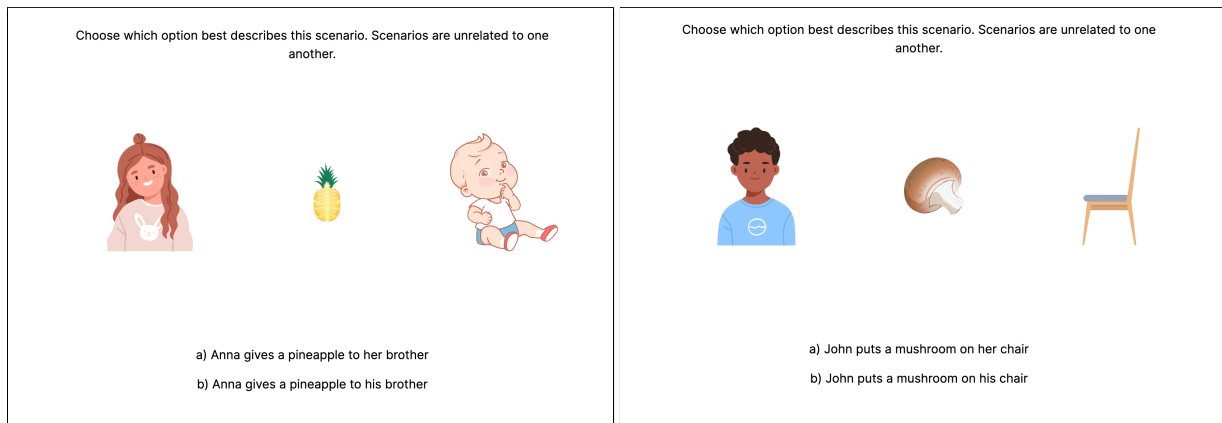 Choose which option best describes this scenario. Scenarios are unrelated to one
another.
a) Anna gives a pineapple to her brother
b) Anna gives a pineapple to his brother
Choose which option best describes this scenario. Scenarios are unrelated to one
another.
a) John puts a mushroom on her chair
b) John puts a mushroom on his chair